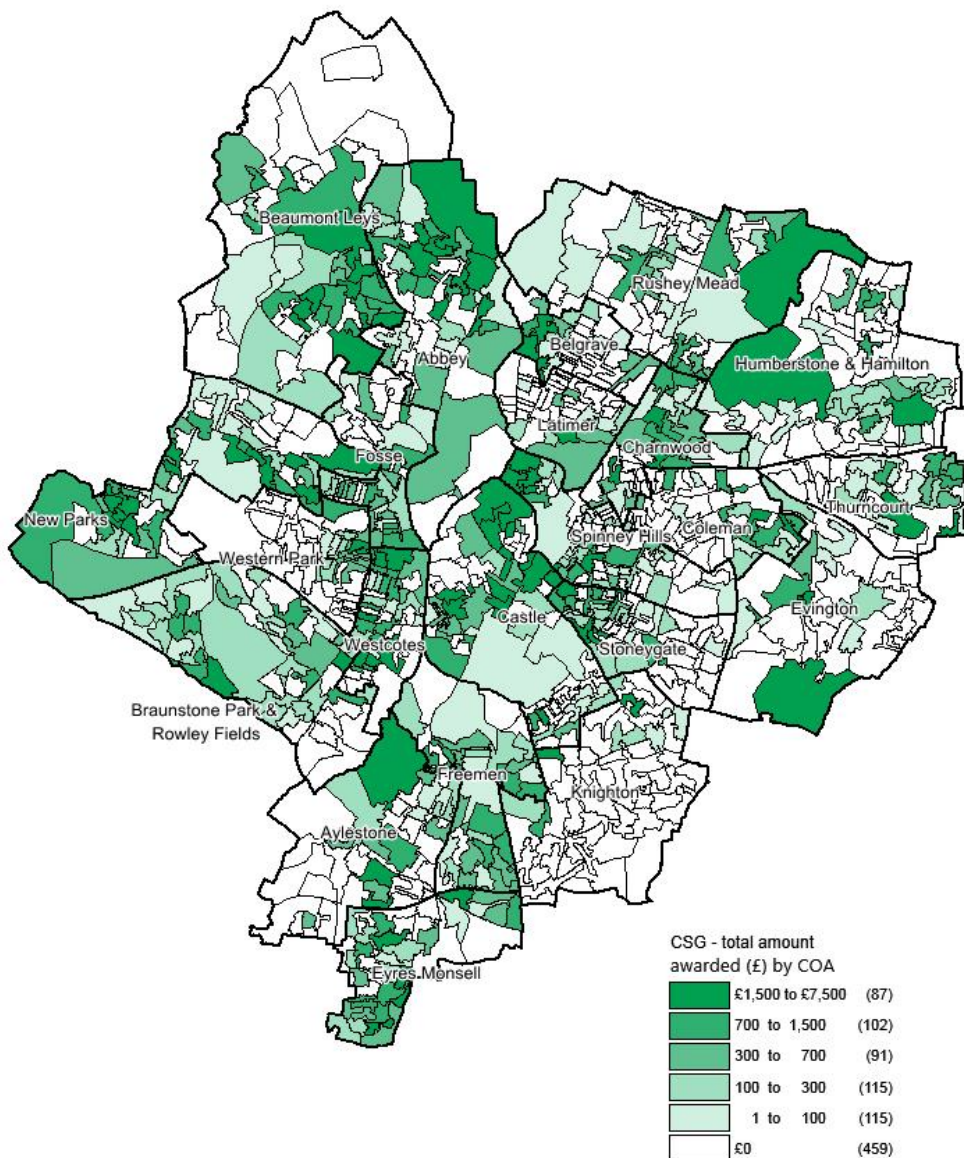 Beaumont Leys
Rushey Mead
Belgrave
Abbey
Humberstone & Hamilton
Latimer
Charnwood
Fosse
New Parks
Thurncourt
Coleman
Spinney Hills
Western Park
Evington
Castle
Westcotes
Stoneygate
Braunstone Park &
Rowley Fields
Freemen
Knighton
Aylestone
Eyres Monsell
CSG - total amount
awarded (£) by COA
£1,500 to £7,500 (87)
700 to 1,500 (102)
300 to 700 (91)
100 to 300 (115)
1 to 100 (115)
£0 (459)